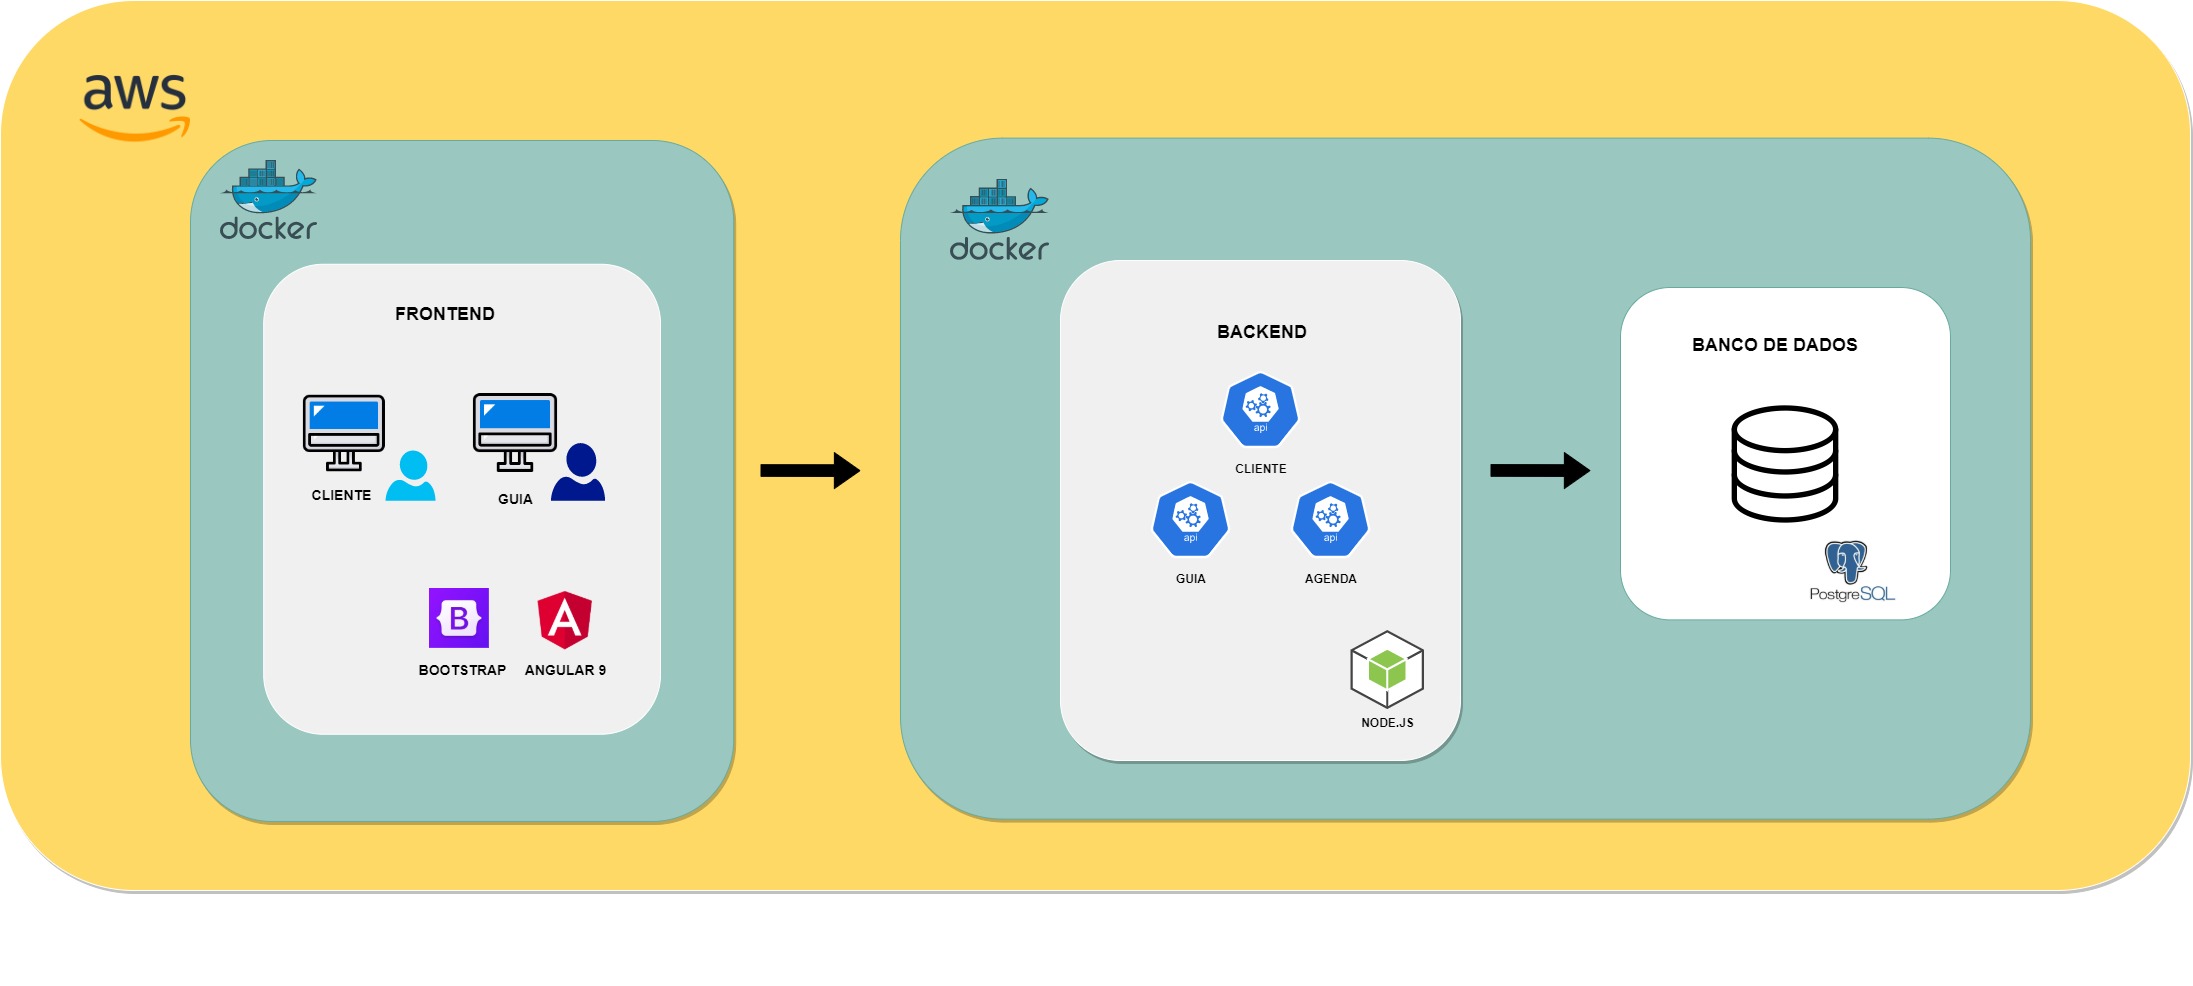 aws
docker
FRONTEND
CLIENTE
GUIA
B
BOOTSTRAP
A
ANGULAR 9
docker
BACKEND
api
CLIENTE
api
GUIA
api
AGENDA
NODE.JS
BANCO DE DADOS
PostgreSQL